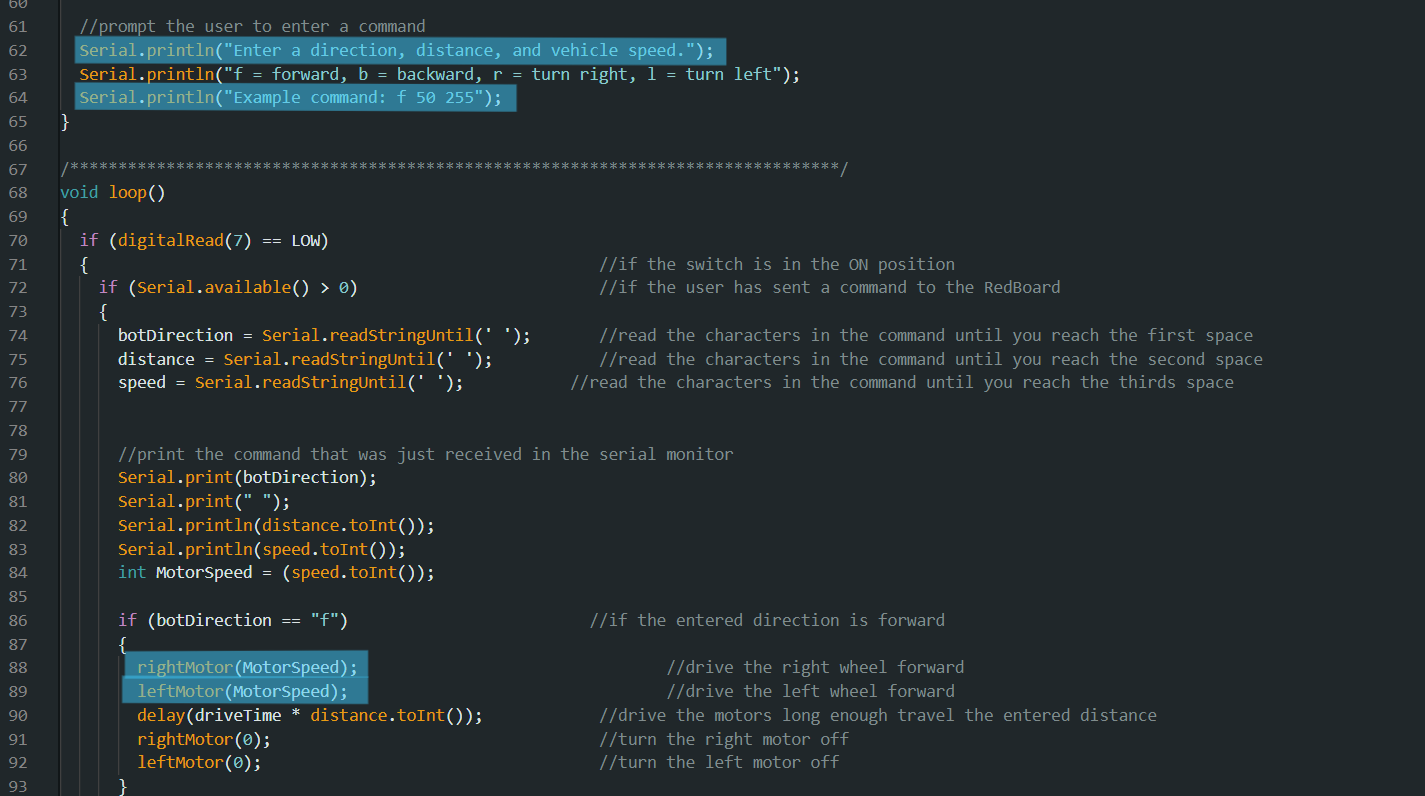 60
61 //prompt the user to enter a command
62 Serial.println("Enter a direction, distance, and vehicle speed.");
63 Serial.println("f = forward, b = backward, r = turn right, l = turn left");
64 Serial.println("Example command: f 50 255");
65 }
66
67 /********************************************************************************/
68 void loop()
69 {
70 if (digitalRead(7) == LOW)
71 { //if the switch is in the ON position
72 if (Serial.available() > 0) //if the user has sent a command to the RedBoard
73 {
74 botDirection = Serial.readStringUntil(' '); //read the characters in the command until you reach the first space
75 distance = Serial.readStringUntil(' '); //read the characters in the command until you reach the second space
76 speed = Serial.readStringUntil(' '); //read the characters in the command until you reach the thirds space
77
78
79 //print the command that was just received in the serial monitor
80 Serial.print(botDirection);
81 Serial.print(" ");
82 Serial.println(distance.toInt());
83 Serial.println(speed.toInt());
84 int MotorSpeed = (speed.toInt());
85
86 if (botDirection == "f") //if the entered direction is forward
87 {
88 rightMotor(MotorSpeed); //drive the right wheel forward
89 leftMotor(MotorSpeed); //drive the left wheel forward
90 delay(driveTime * distance.toInt()); //drive the motors long enough travel the entered distance
91 rightMotor(0); //turn the right motor off
92 leftMotor(0); //turn the left motor off
93 }